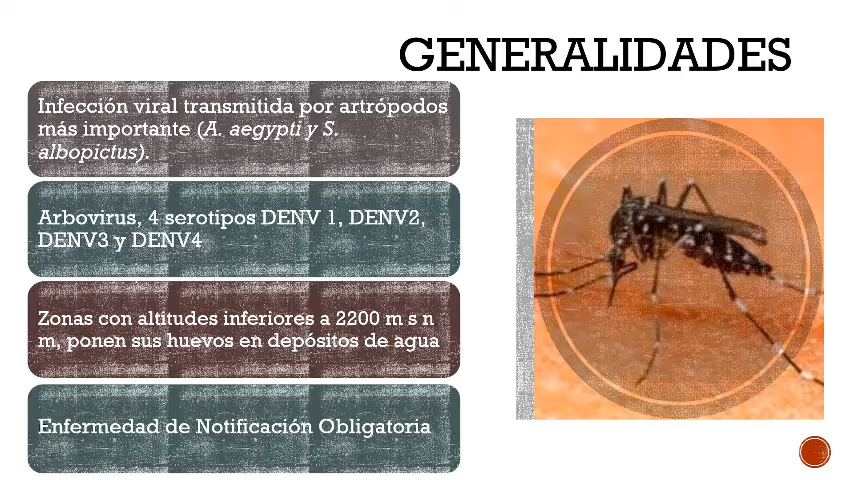 GENERALIDADES
Infección viral transmitida por artrópodos
más importante (A. aegypti y S.
albopictus).
Arbovirus, 4 serotipos DENV 1, DENV2,
DENV3 y DENV4
Zonas con altitudes inferiores a 2200 m s n
m, ponen sus huevos en depósitos de agua
Enfermedad de Notificación Obligatoria